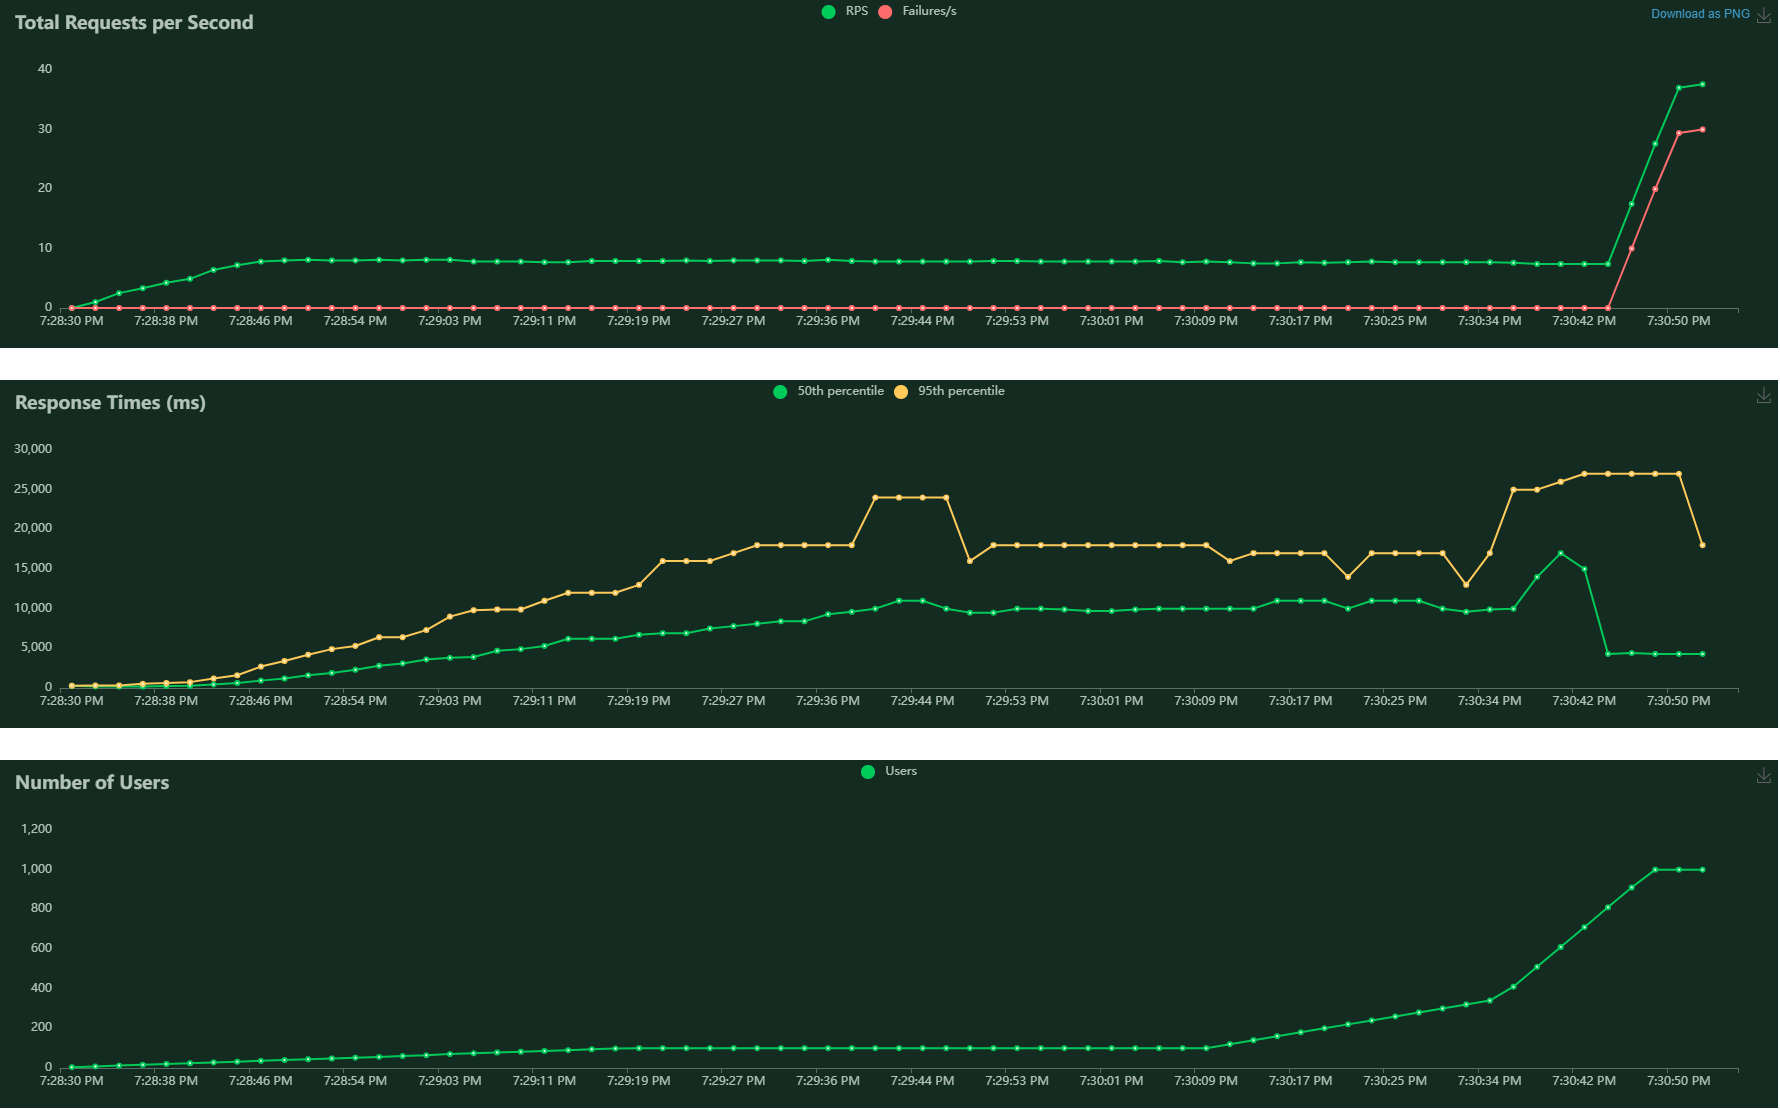 Total Requests per Second
RPS Failures/s
Download as PNG
40
30
20
10
0
7:28:30 PM 7:28:38 PM 7:28:46 PM 7:28:54 PM 7:29:03 PM 7:29:11 PM 7:29:19 PM 7:29:27 PM 7:29:36 PM 7:29:44 PM 7:29:53 PM 7:30:01 PM 7:30:09 PM 7:30:17 PM 7:30:25 PM 7:30:34 PM 7:30:42 PM 7:30:50 PM
Response Times (ms)
50th percentile 95th percentile
30,000
25,000
20,000
15,000
10,000
5,000
0
7:28:30 PM 7:28:38 PM 7:28:46 PM 7:28:54 PM 7:29:03 PM 7:29:11 PM 7:29:19 PM 7:29:27 PM 7:29:36 PM 7:29:44 PM 7:29:53 PM 7:30:01 PM 7:30:09 PM 7:30:17 PM 7:30:25 PM 7:30:34 PM 7:30:42 PM 7:30:50 PM
Number of Users
Users
1,200
1,000
800
600
400
200
0
7:28:30 PM 7:28:38 PM 7:28:46 PM 7:28:54 PM 7:29:03 PM 7:29:11 PM 7:29:19 PM 7:29:27 PM 7:29:36 PM 7:29:44 PM 7:29:53 PM 7:30:01 PM 7:30:09 PM 7:30:17 PM 7:30:25 PM 7:30:34 PM 7:30:42 PM 7:30:50 PM